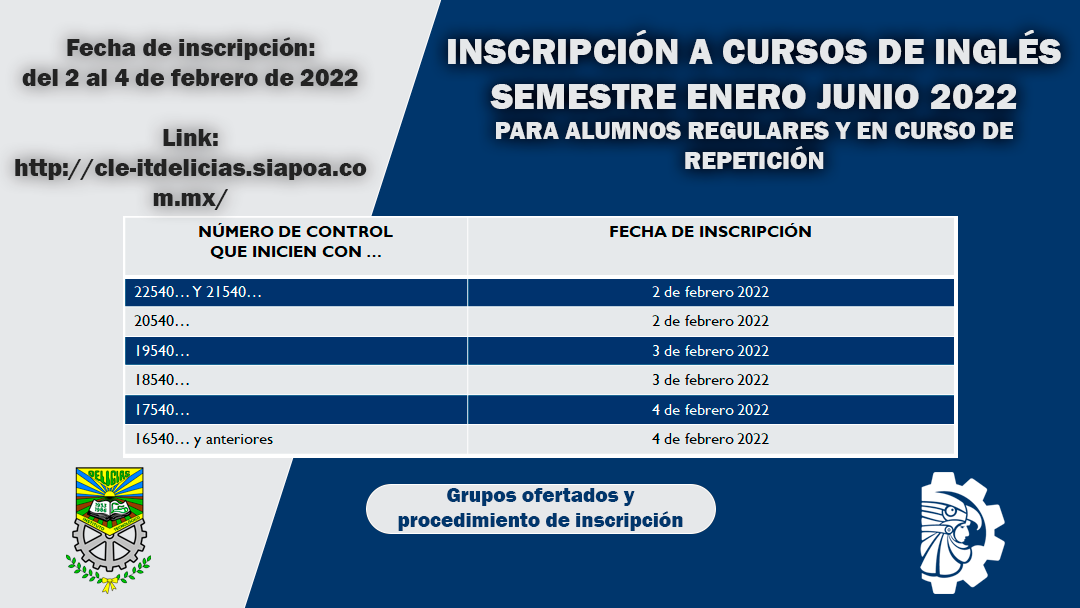 Fecha de inscripción:
del 2 al 4 de febrero de 2022
Link:
http://cle-itdelicias.siapoa.co
m.mx/
INSCRIPCIÓN A CURSOS DE INGLÉS
SEMESTRE ENERO JUNIO 2022
PARA ALUMNOS REGULARES Y EN CURSO DE
REPETICIÓN
NÚMERO DE CONTROL
QUE INICIEN CON ...
FECHA DE INSCRIPCIÓN
22540... Y 21540...
2 de febrero 2022
20540...
2 de febrero 2022
19540...
3 de febrero 2022
18540...
3 de febrero 2022
17540...
4 de febrero 2022
16540... y anteriores
4 de febrero 2022
Grupos ofertados y
procedimiento de inscripción
DELICIAS